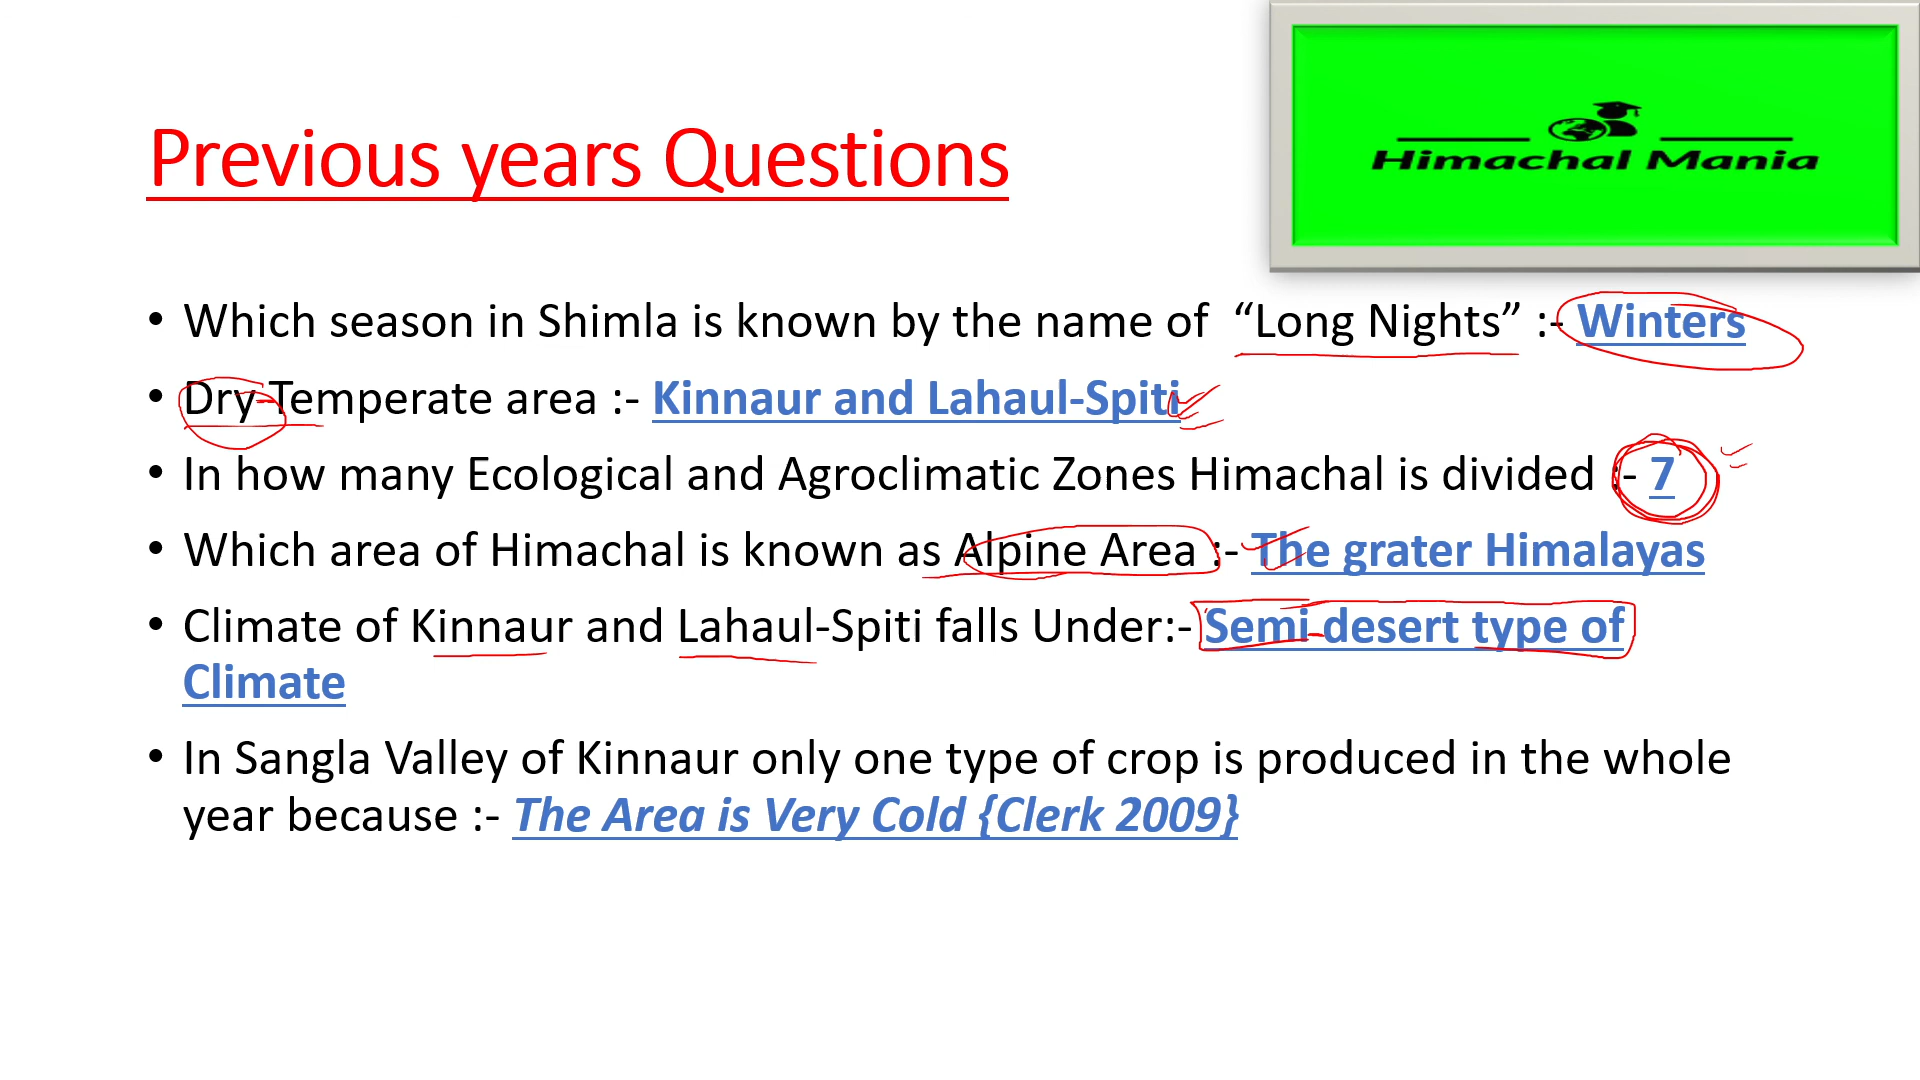 Himachal Mania
Previous years Questions
• Which season in Shimla is known by the name of “Long Nights” :- Winters
• Dry-Temperate area :- Kinnaur and Lahaul-Spiti
• In how many Ecological and Agroclimatic Zones Himachal is divided :- 7
• Which area of Himachal is known as Alpine Area :- The grater Himalayas
• Climate of Kinnaur and Lahaul-Spiti falls Under:- Semi desert type of
Climate
• In Sangla Valley of Kinnaur only one type of crop is produced in the whole
year because :- The Area is Very Cold {Clerk 2009}